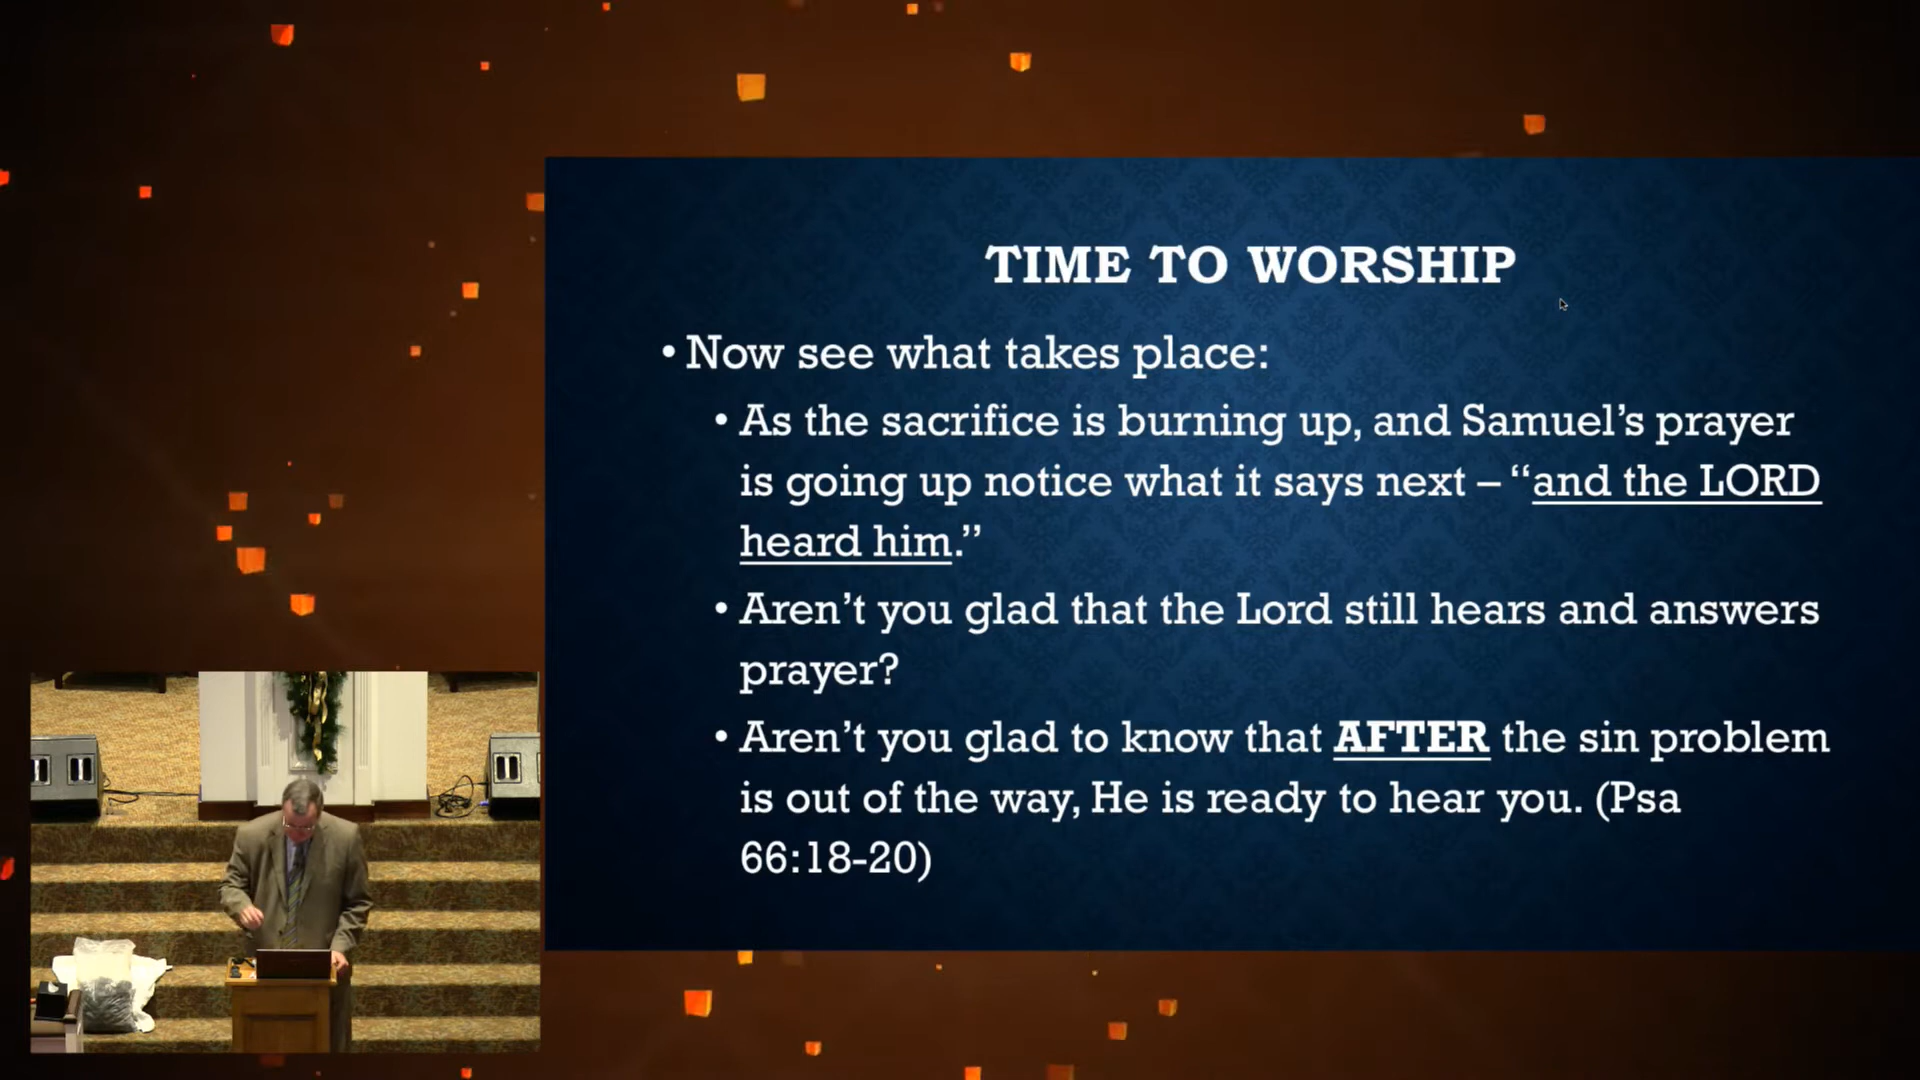 TIME TO WORSHIP
• Now see what takes place:
• As the sacrifice is burning up, and Samuel’s prayer
is going up notice what it says next – “and the LORD
heard him.”
• Aren’t you glad that the Lord still hears and answers
prayer?
• Aren’t you glad to know that AFTER the sin problem
is out of the way, He is ready to hear you. (Psa
66:18-20)